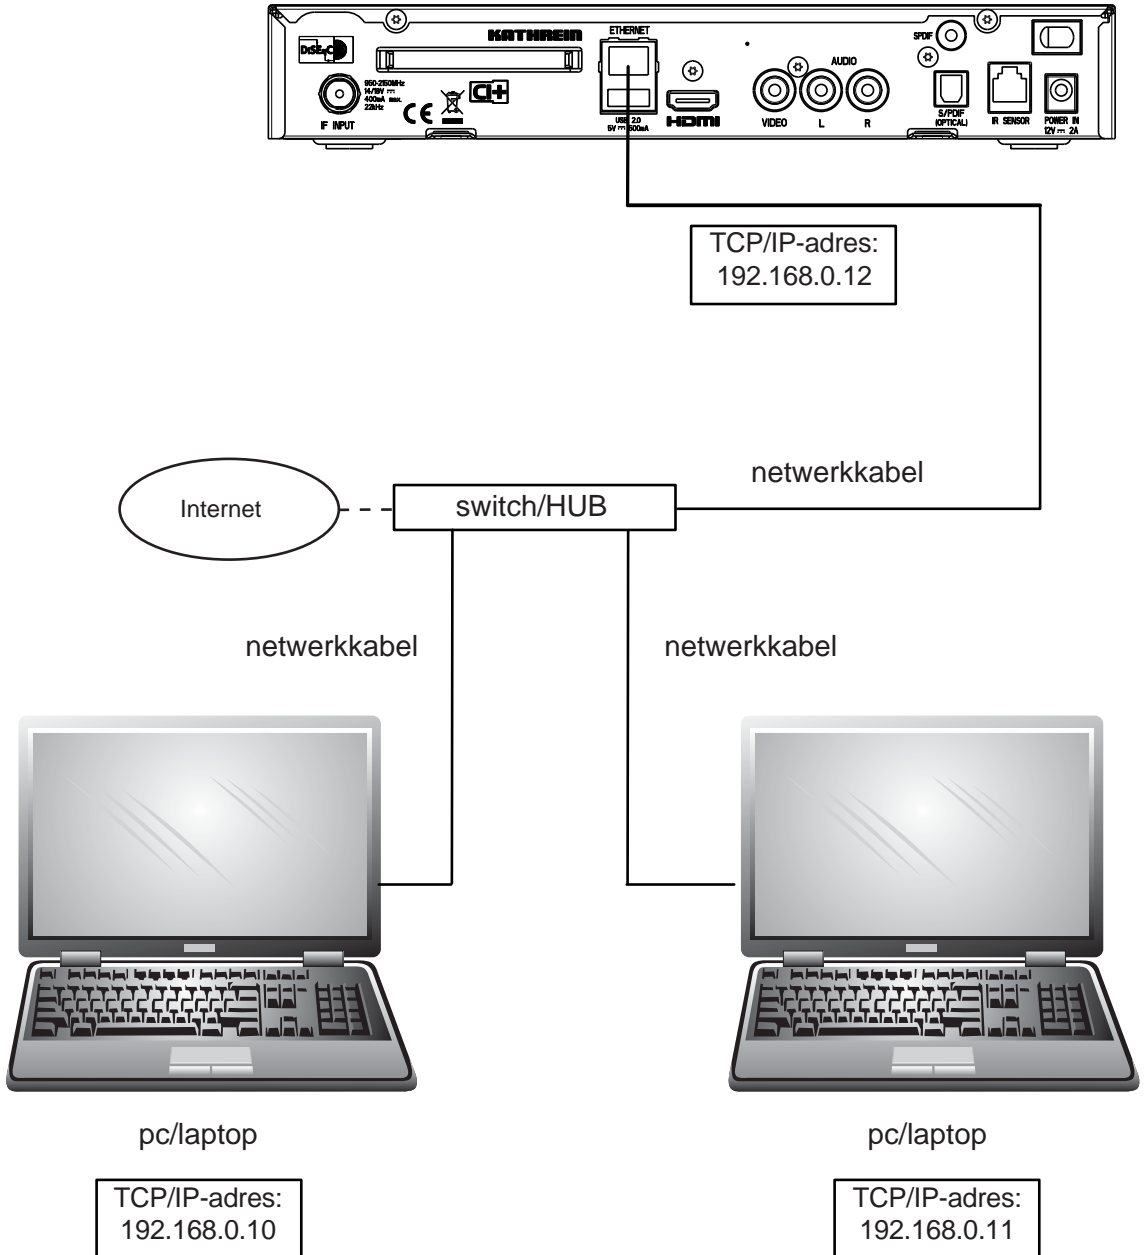 KATHREIN
ETHERNET
SPDIF
DiSEqC
AUDIO
950-2150MHz
14/18V
400mA max.
22kHz
CE
CI+
IF INPUT
USB 2.0
5V 500mA
HDMI
VIDEO
L
R
S/PDIF
(OPTICAL)
IR SENSOR
POWER IN
12V 2A
TCP/IP-adres:
192.168.0.12
netwerkkabel
Internet
switch/HUB
netwerkkabel
netwerkkabel
pc/laptop
pc/laptop
TCP/IP-adres:
192.168.0.10
TCP/IP-adres:
192.168.0.11